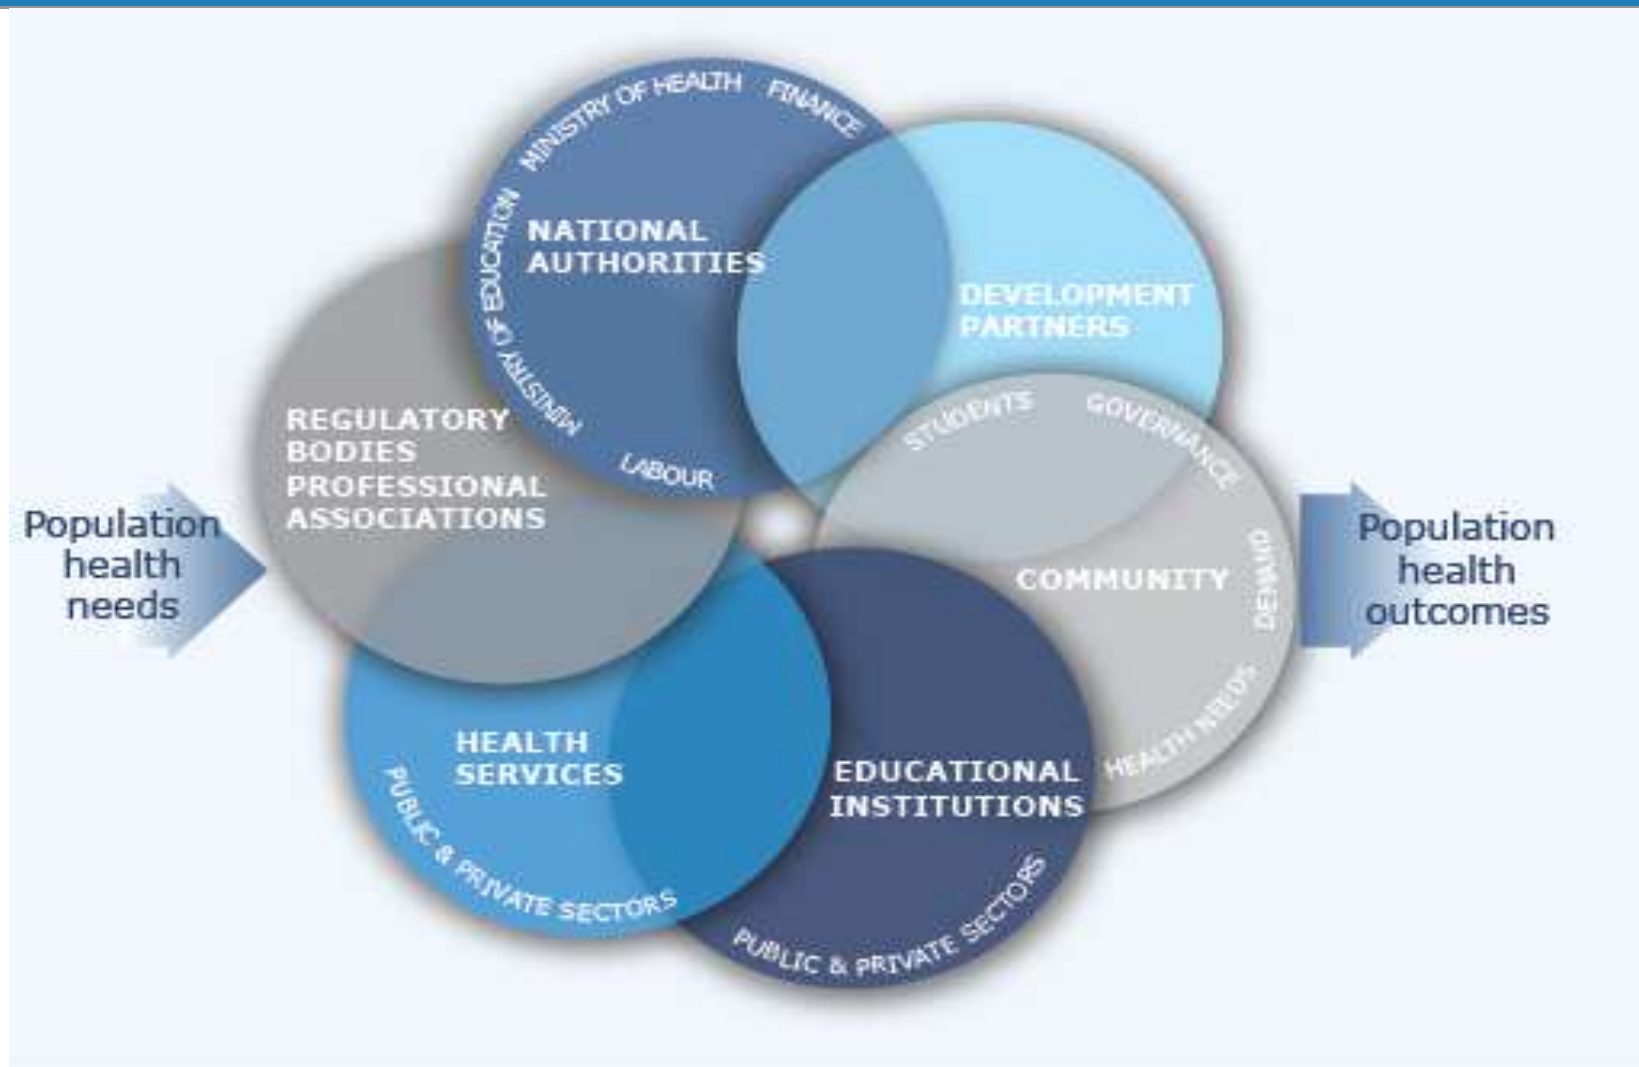 MINISTRY OF HEALTH
FINANCE
MINISTRY OF EDUCATION
LABOUR
NATIONAL
AUTHORITIES
DEVELOPMENT
PARTNERS
REGULATORY
BODIES
PROFESSIONAL
ASSOCIATIONS
STUDENTS
GOVERNANCE
DEMAND
HEALTH NEEDS
COMMUNITY
Population
health
needs
Population
health
outcomes
HEALTH
SERVICES
PUBLIC & PRIVATE SECTORS
EDUCATIONAL
INSTITUTIONS
PUBLIC & PRIVATE SECTORS